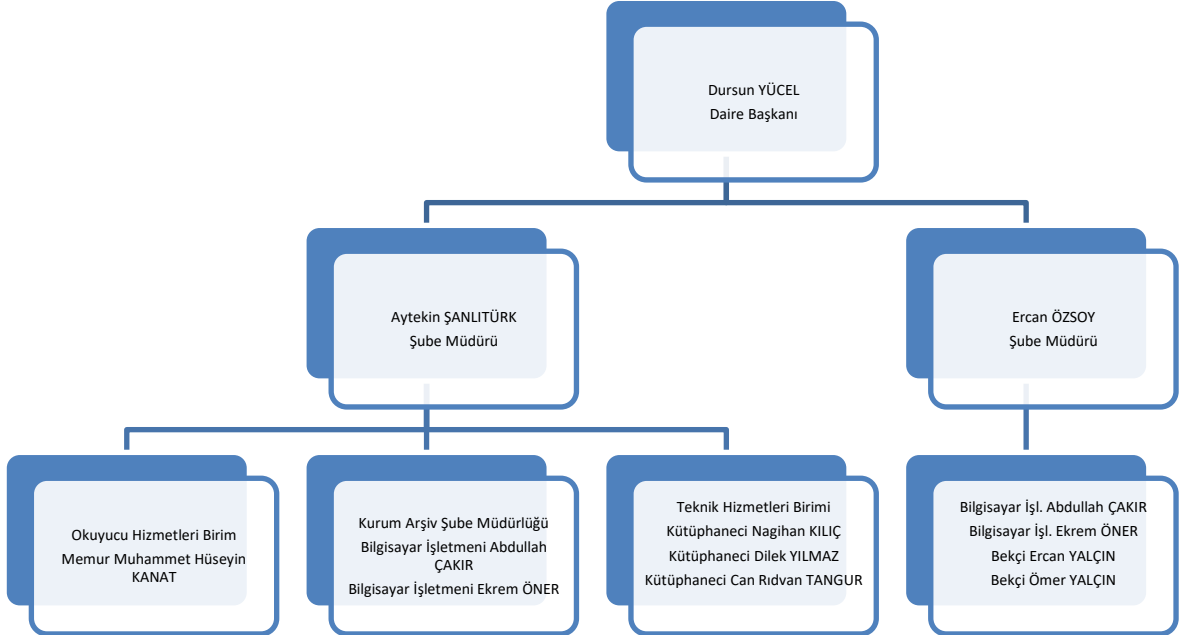 Dursun YÜCEL
Daire Başkanı
Aytekin ŞANLITÜRK
Şube Müdürü
Ercan ÖZSOY
Şube Müdürü
Okuyucu Hizmetleri Birim
Memur Muhammet Hüseyin
KANAT
Kurum Arşiv Şube Müdürlüğü
Bilgisayar İşletmeni Abdullah
ÇAKIR
Bilgisayar İşletmeni Ekrem ÖNER
Teknik Hizmetleri Birimi
Kütüphaneci Nagihan KILIÇ
Kütüphaneci Dilek YILMAZ
Kütüphaneci Can Rıdvan TANGUR
Bilgisayar İşl. Abdullah ÇAKIR
Bilgisayar İşl. Ekrem ÖNER
Bekçi Ercan YALÇIN
Bekçi Ömer YALÇIN